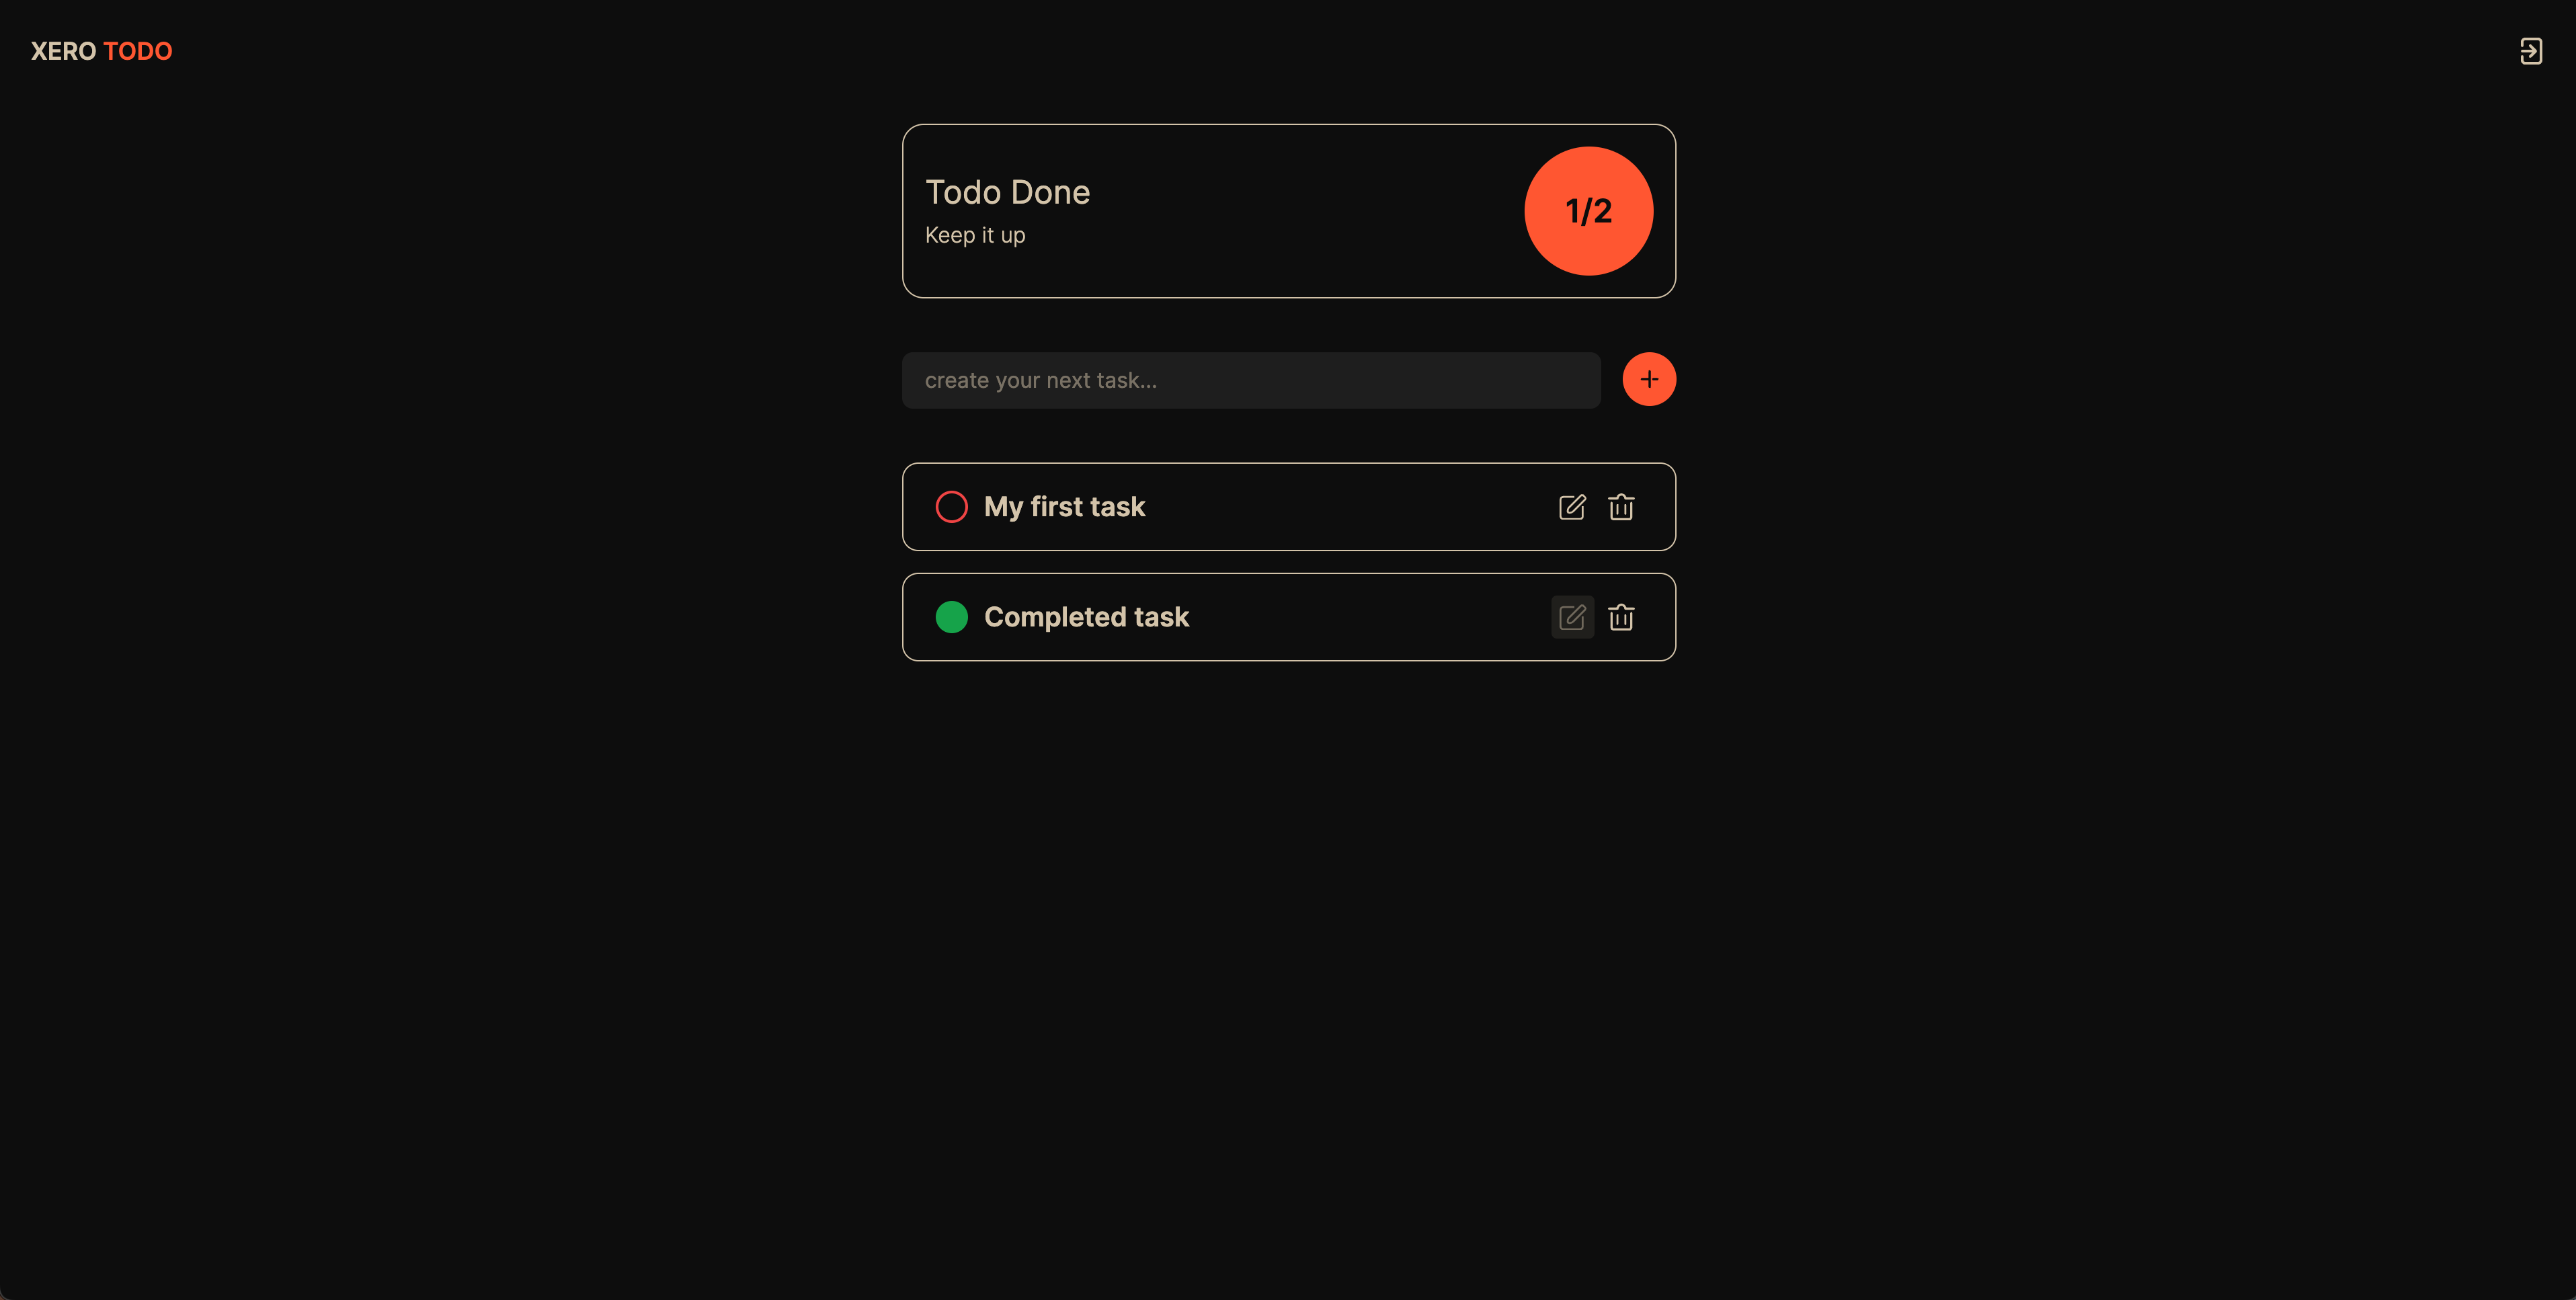 XERO TODO
Todo Done
Keep it up
1/2
create your next task...
My first task
Completed task